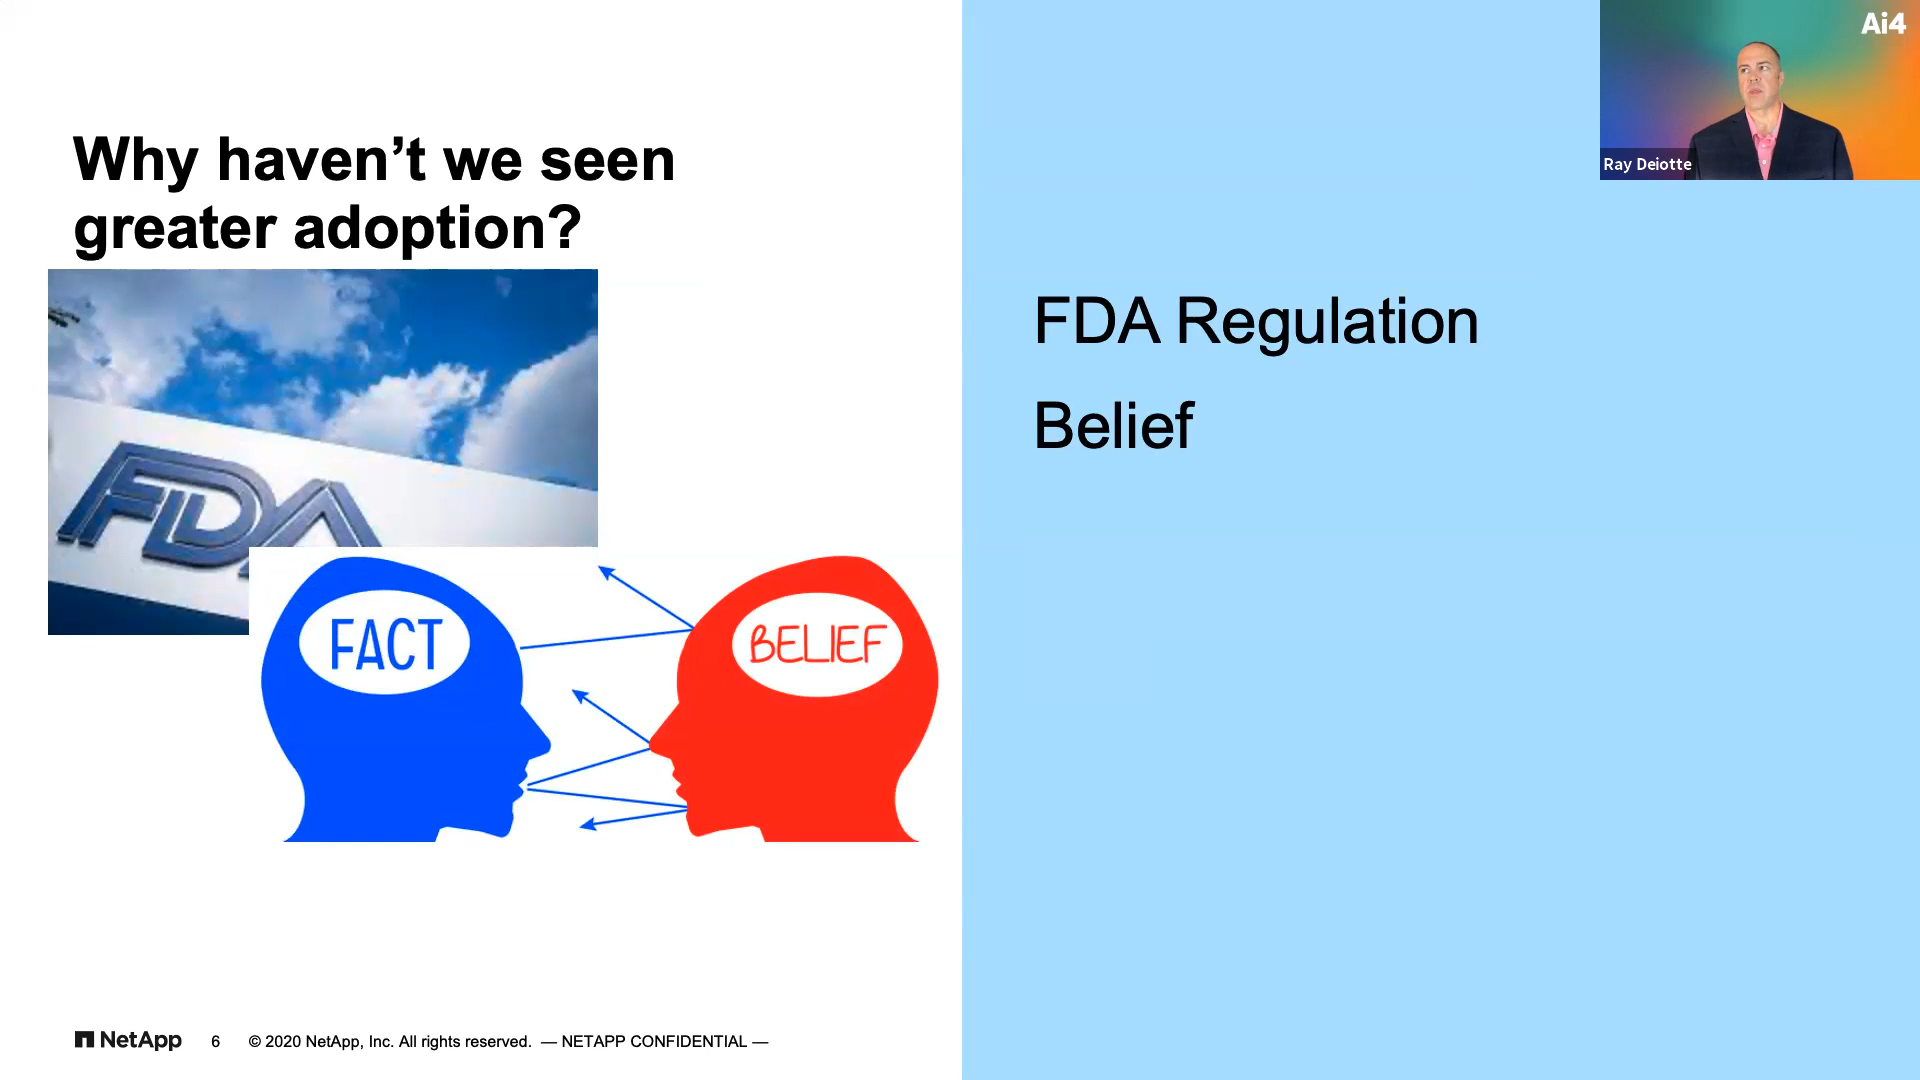 Why haven’t we seen
greater adoption?
FDA
FACT
BELIEF
FDA Regulation
Belief
Ai4
Ray Deiotte
NetApp
6
© 2020 NetApp, Inc. All rights reserved. — NETAPP CONFIDENTIAL —